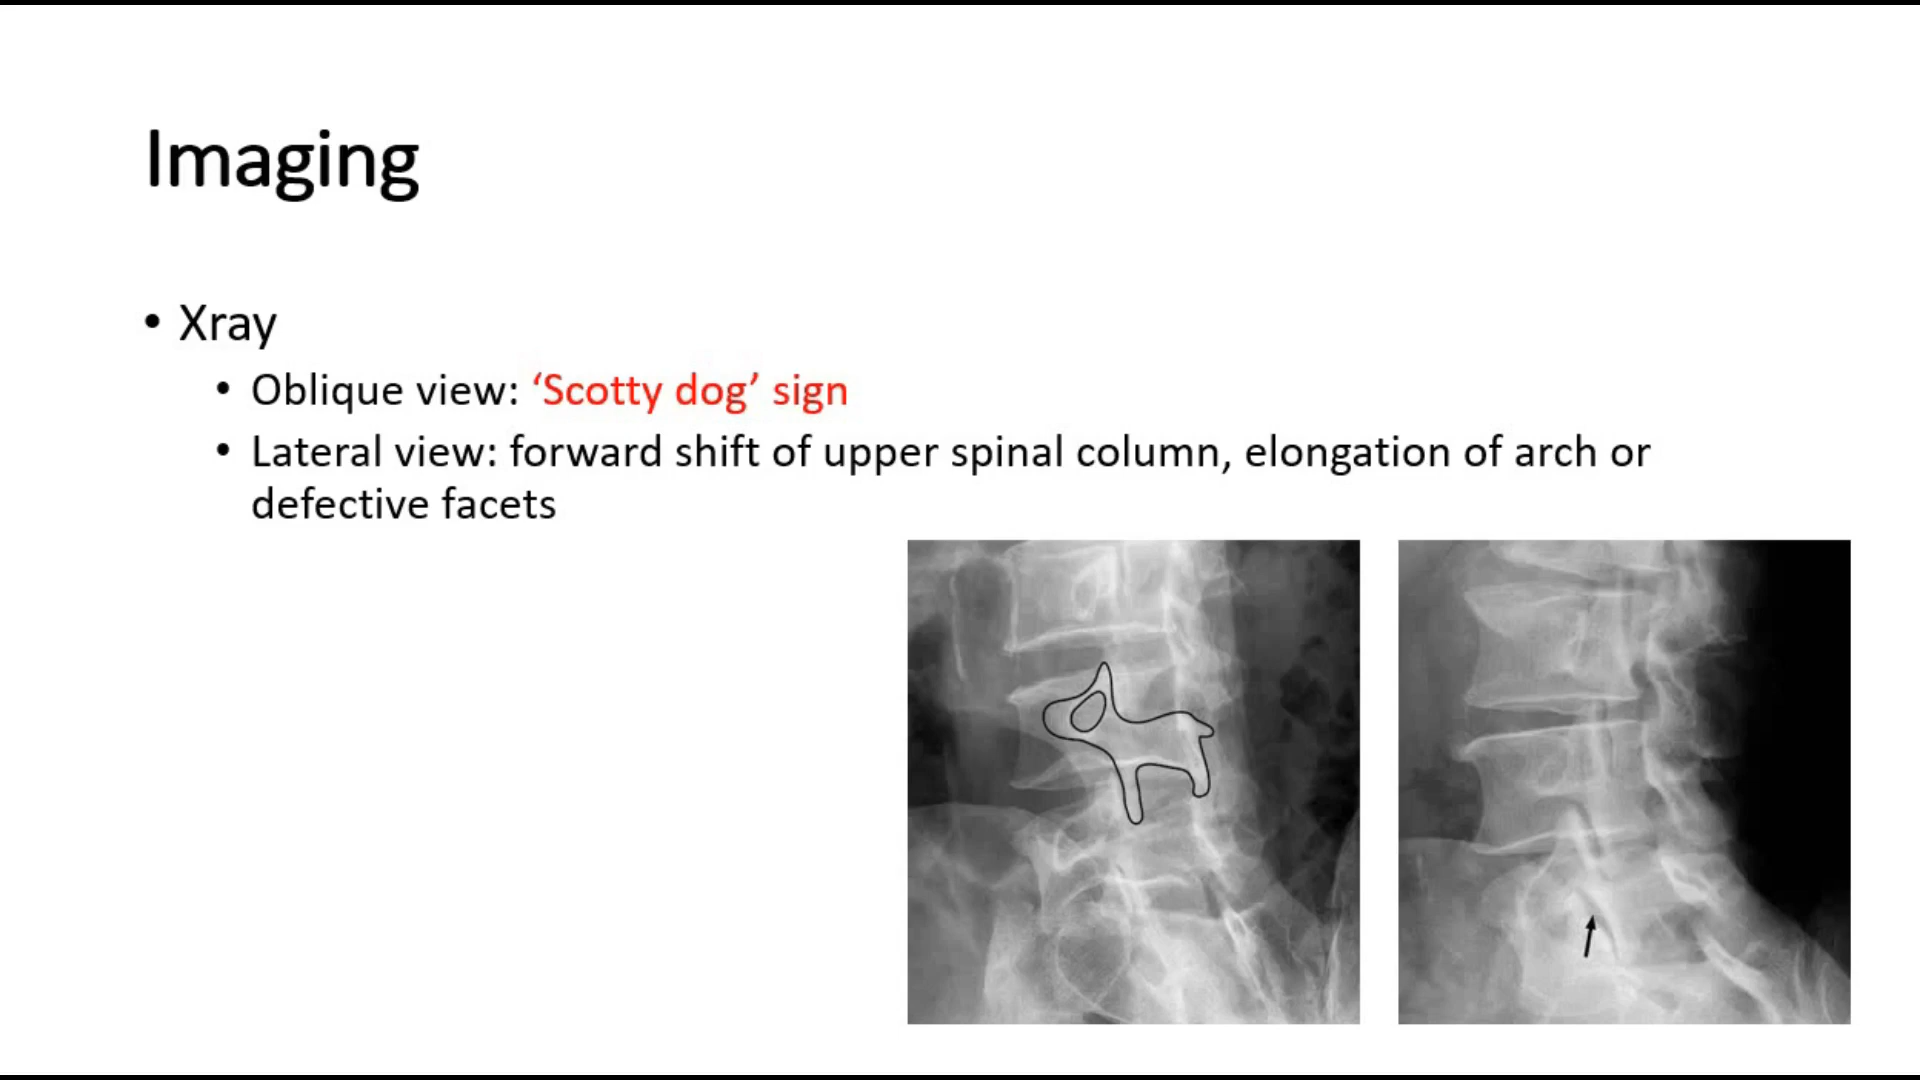 Imaging
• Xray
• Oblique view: ‘Scotty dog’ sign
• Lateral view: forward shift of upper spinal column, elongation of arch or
defective facets